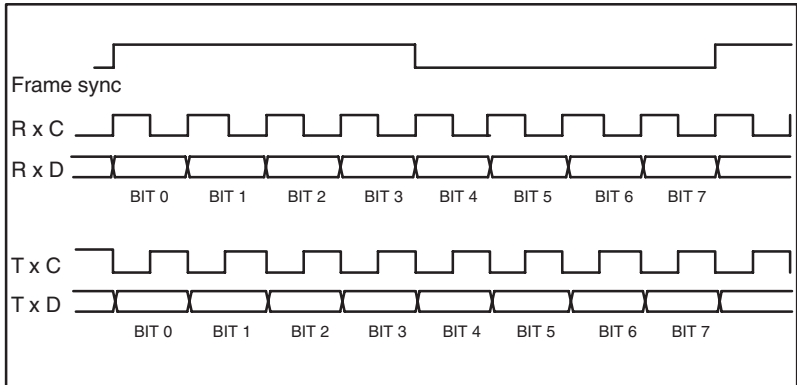 Frame sync
R x C
R x D
BIT 0 BIT 1 BIT 2 BIT 3 BIT 4 BIT 5 BIT 6 BIT 7
T x C
T x D
BIT 0 BIT 1 BIT 2 BIT 3 BIT 4 BIT 5 BIT 6 BIT 7